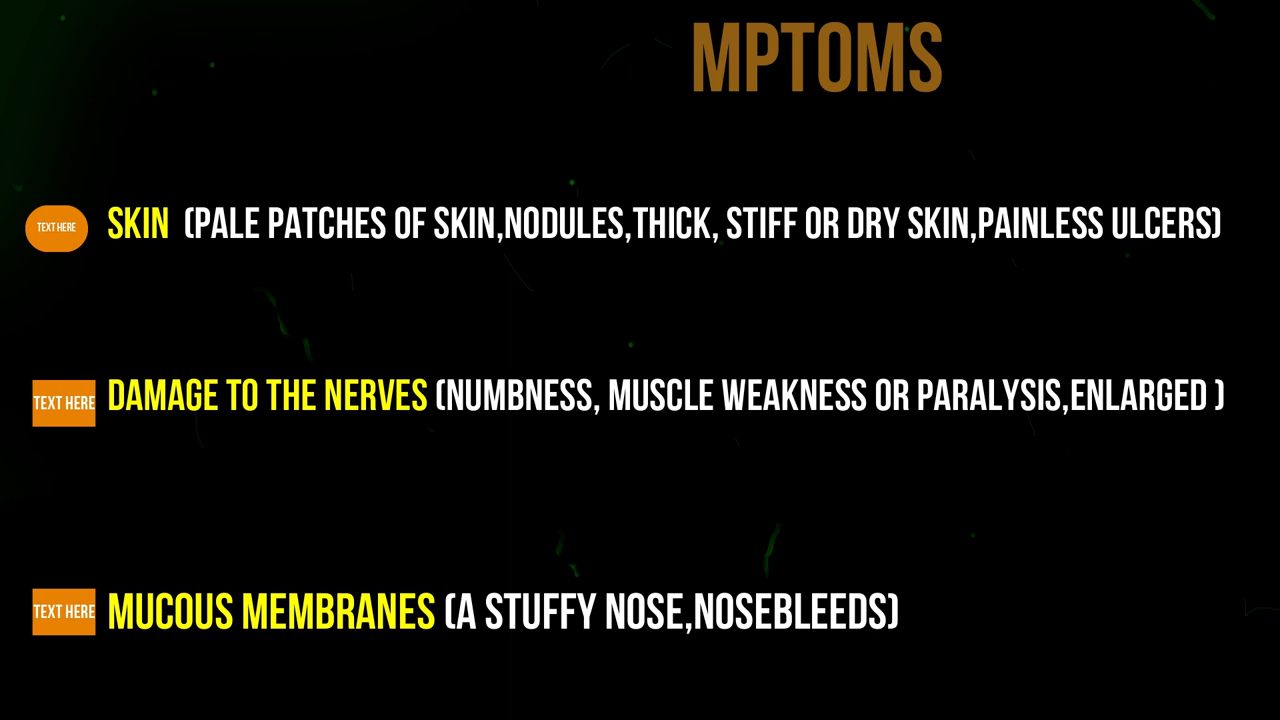 MPTOMS
TEXT HERE SKIN (PALE PATCHES OF SKIN,NODULES,THICK, STIFF OR DRY SKIN,PAINLESS ULCERS)
TEXT HERE DAMAGE TO THE NERVES (NUMBNESS, MUSCLE WEAKNESS OR PARALYSIS,ENLARGED )
TEXT HERE MUCOUS MEMBRANES (A STUFFY NOSE,NOSEBLEEDS)